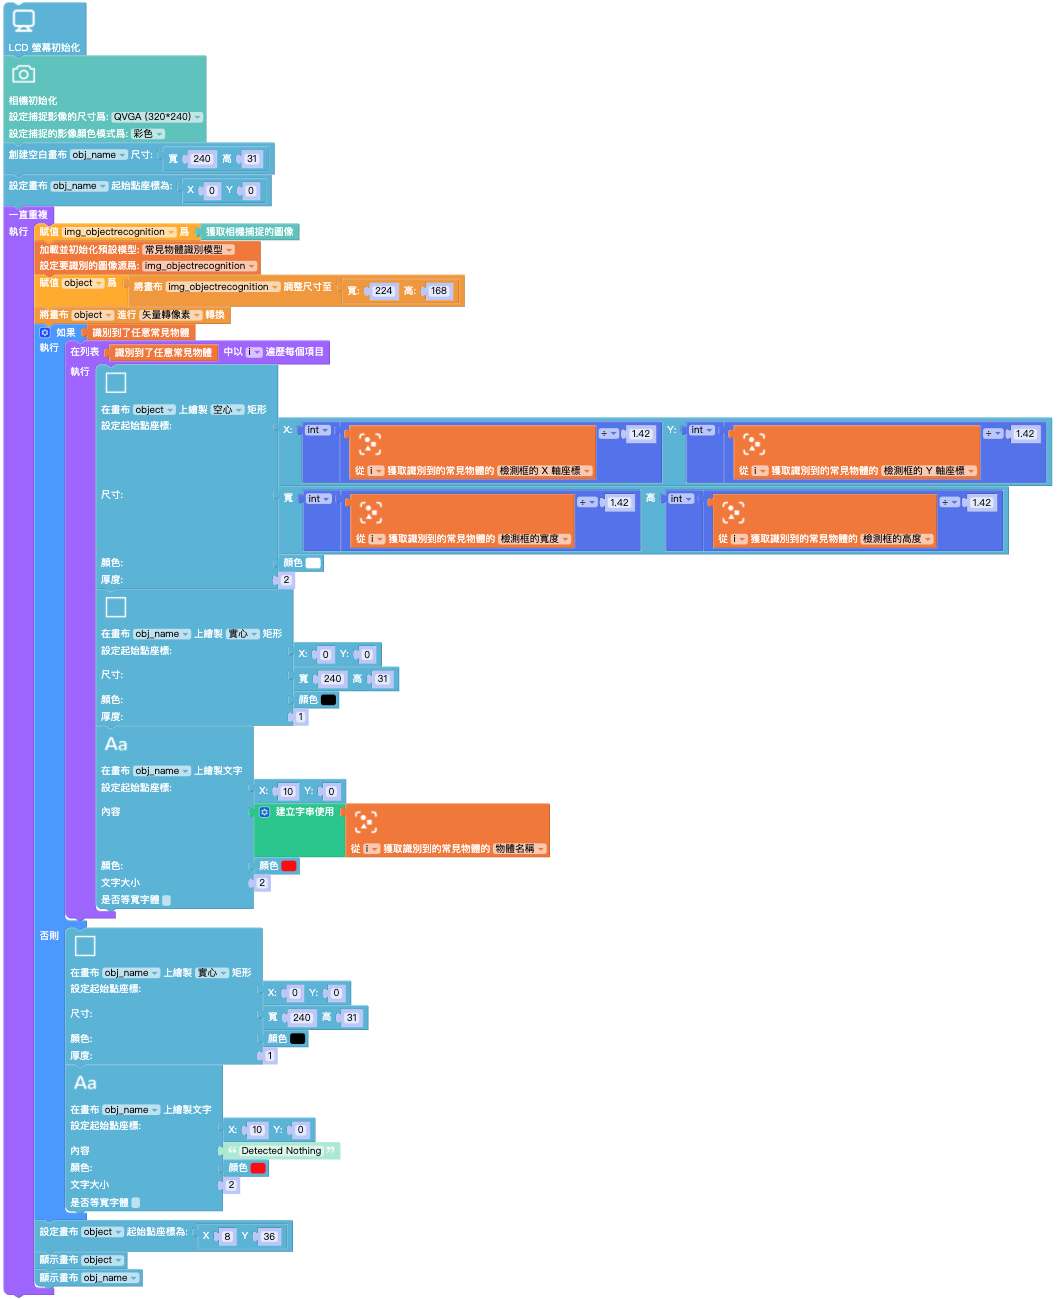 LCD 螢幕初始化
相機初始化
設定捕捉影像的尺寸爲: QVGA (320*240)
設定捕捉的影像顏色模式爲: 彩色
創建空白畫布 obj_name 尺寸: 寬 240 高 31
設定畫布 obj_name 起始點座標為: X 0 Y 0
一直重複
執行 賦值 img_objectrecognition 爲 獲取相機捕捉的圖像
加載並初始化預設模型: 常見物體識別模型
設定要識別的圖像源爲: img_objectrecognition
賦值 object 爲 將畫布 img_objectrecognition 調整尺寸至 寬: 224 高: 168
將畫布 object 進行 矢量轉像素 轉換
如果 識別到了任意常見物體
執行 在列表 識別到了任意常見物體 中以 i 遍歷每個項目
執行
在畫布 object 上繪製 空心 矩形
設定起始點座標: X: int ÷ 1.42 Y: int ÷ 1.42
從 i 獲取識別到的常見物體的 檢測框的 X 軸座標 從 i 獲取識別到的常見物體的 檢測框的 Y 軸座標
尺寸: 寬 int ÷ 1.42 高 int ÷ 1.42
從 i 獲取識別到的常見物體的 檢測框的寬度 從 i 獲取識別到的常見物體的 檢測框的高度
顏色: 顏色
厚度: 2
在畫布 obj_name 上繪製 實心 矩形
設定起始點座標: X: 0 Y: 0
尺寸: 寬 240 高 31
顏色: 顏色
厚度: 1
Aa
在畫布 obj_name 上繪製文字
設定起始點座標: X: 10 Y: 0
內容 建立字串使用
從 i 獲取識別到的常見物體的 物體名稱
顏色: 顏色
文字大小 2
是否等寬字體
否則
在畫布 obj_name 上繪製 實心 矩形
設定起始點座標: X: 0 Y: 0
尺寸: 寬 240 高 31
顏色: 顏色
厚度: 1
Aa
在畫布 obj_name 上繪製文字
設定起始點座標: X: 10 Y: 0
內容 “ Detected Nothing ”
顏色: 顏色
文字大小 2
是否等寬字體
設定畫布 object 起始點座標為: X 8 Y 36
顯示畫布 object
顯示畫布 obj_name